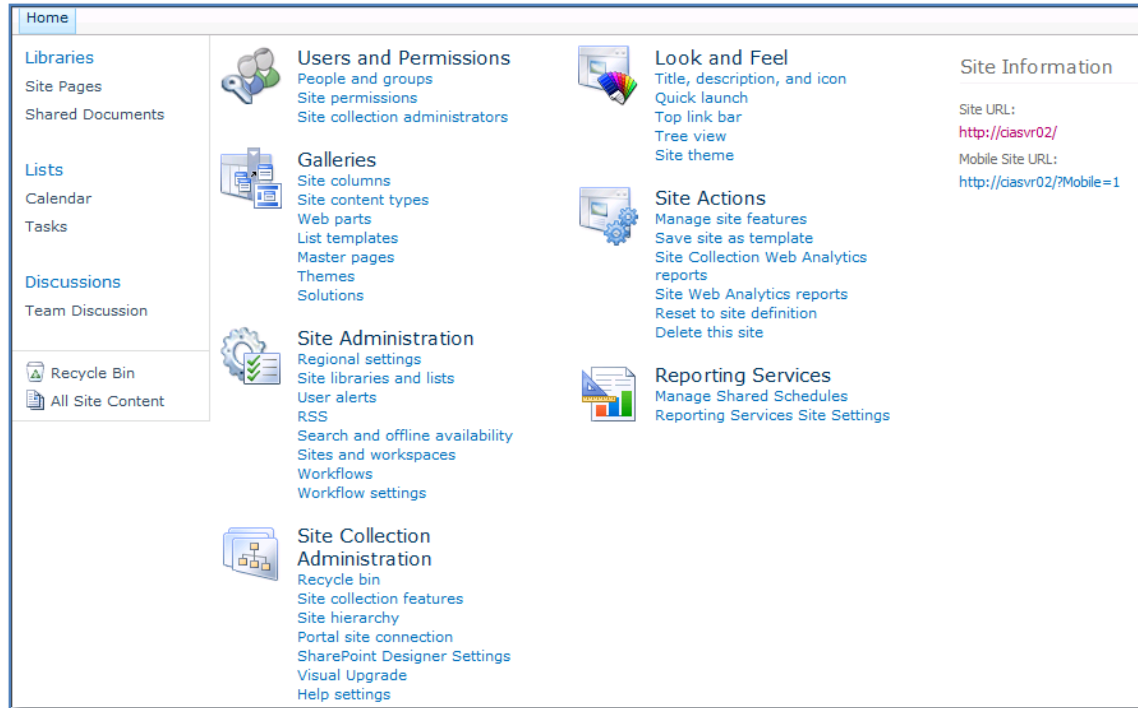 Home
Libraries
Site Pages
Shared Documents
Lists
Calendar
Tasks
Discussions
Team Discussion
Recycle Bin
All Site Content
Users and Permissions
People and groups
Site permissions
Site collection administrators
Galleries
Site columns
Site content types
Web parts
List templates
Master pages
Themes
Solutions
Site Administration
Regional settings
Site libraries and lists
User alerts
RSS
Search and offline availability
Sites and workspaces
Workflows
Workflow settings
Site Collection
Administration
Recycle bin
Site collection features
Site hierarchy
Portal site connection
SharePoint Designer Settings
Visual Upgrade
Help settings
Look and Feel
Title, description, and icon
Quick launch
Top link bar
Tree view
Site theme
Site Actions
Manage site features
Save site as template
Site Collection Web Analytics
reports
Site Web Analytics reports
Reset to site definition
Delete this site
Reporting Services
Manage Shared Schedules
Reporting Services Site Settings
Site Information
Site URL:
http://ciasvr02/
Mobile Site URL:
http://ciasvr02/?Mobile=1